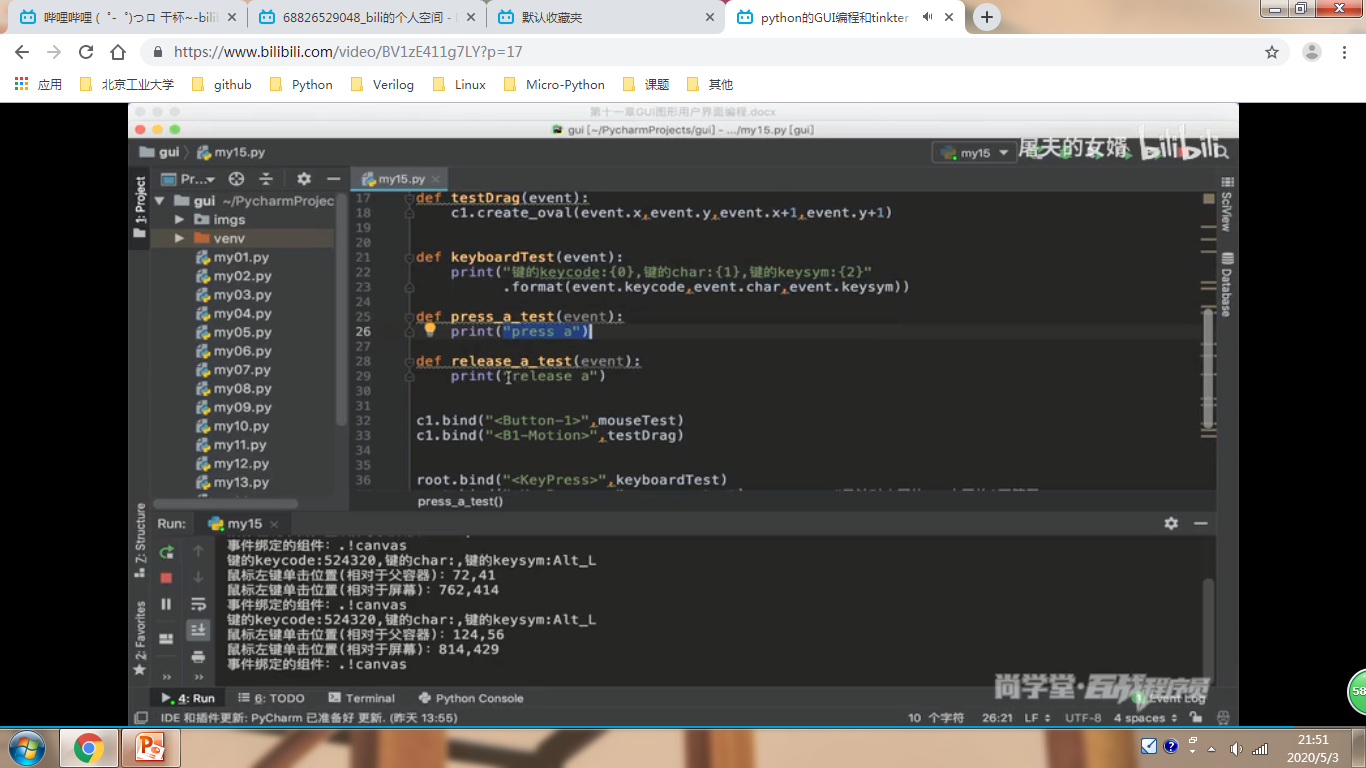 哔哩哔哩 ( ゜- ゜)つロ 干杯~-bili
68826529048_bili的个人空间 -
默认收藏夹
python的GUI编程和tinkter
https://www.bilibili.com/video/BV1zE411g7LY?p=17
应用 北京工业大学 github Python Verilog Linux Micro-Python 课题 其他
第十一章GUI图形用户界面编程.docx
gui [~/PycharmProjects/gui] - .../my15.py [gui]
gui my15.py my15 屠夫的女婿 bilibili
1: Project Pr... my15.py
gui ~/PycharmProjec
imgs
venv
my01.py
my02.py
my03.py
my04.py
my05.py
my06.py
my07.py
my08.py
my09.py
my10.py
my11.py
my12.py
my13.py
17 def testDrag(event):
18 c1.create_oval(event.x,event.y,event.x+1,event.y+1)
19
20
21 def keyboardTest(event):
22 print("键的keycode:{0},键的char:{1},键的keysym:{2}"
23 .format(event.keycode,event.char,event.keysym))
24
25 def press_a_test(event):
26 print("press a")
27
28 def release_a_test(event):
29 print("release a")
30
31
32 c1.bind("<Button-1>",mouseTest)
33 c1.bind("<B1-Motion>",testDrag)
34
35
36 root.bind("<KeyPress>",keyboardTest)
press_a_test()
SciView
Database
Z: Structure
2: Favorites
Run: my15
事件绑定的组件: .!canvas
键的keycode:524320,键的char:,键的keysym:Alt_L
鼠标左键单击位置(相对于父容器): 72,41
鼠标左键单击位置(相对于屏幕): 762,414
事件绑定的组件: .!canvas
键的keycode:524320,键的char:,键的keysym:Alt_L
鼠标左键单击位置(相对于父容器): 124,56
鼠标左键单击位置(相对于屏幕): 814,429
事件绑定的组件: .!canvas
尚学堂·百战程序员
4: Run 6: TODO Terminal Python Console 1 Event Log
IDE 和插件更新: PyCharm 已准备好 更新. (昨天 13:55) 10 个字符 26:21 LF UTF-8 4 spaces
58
21:51
2020/5/3